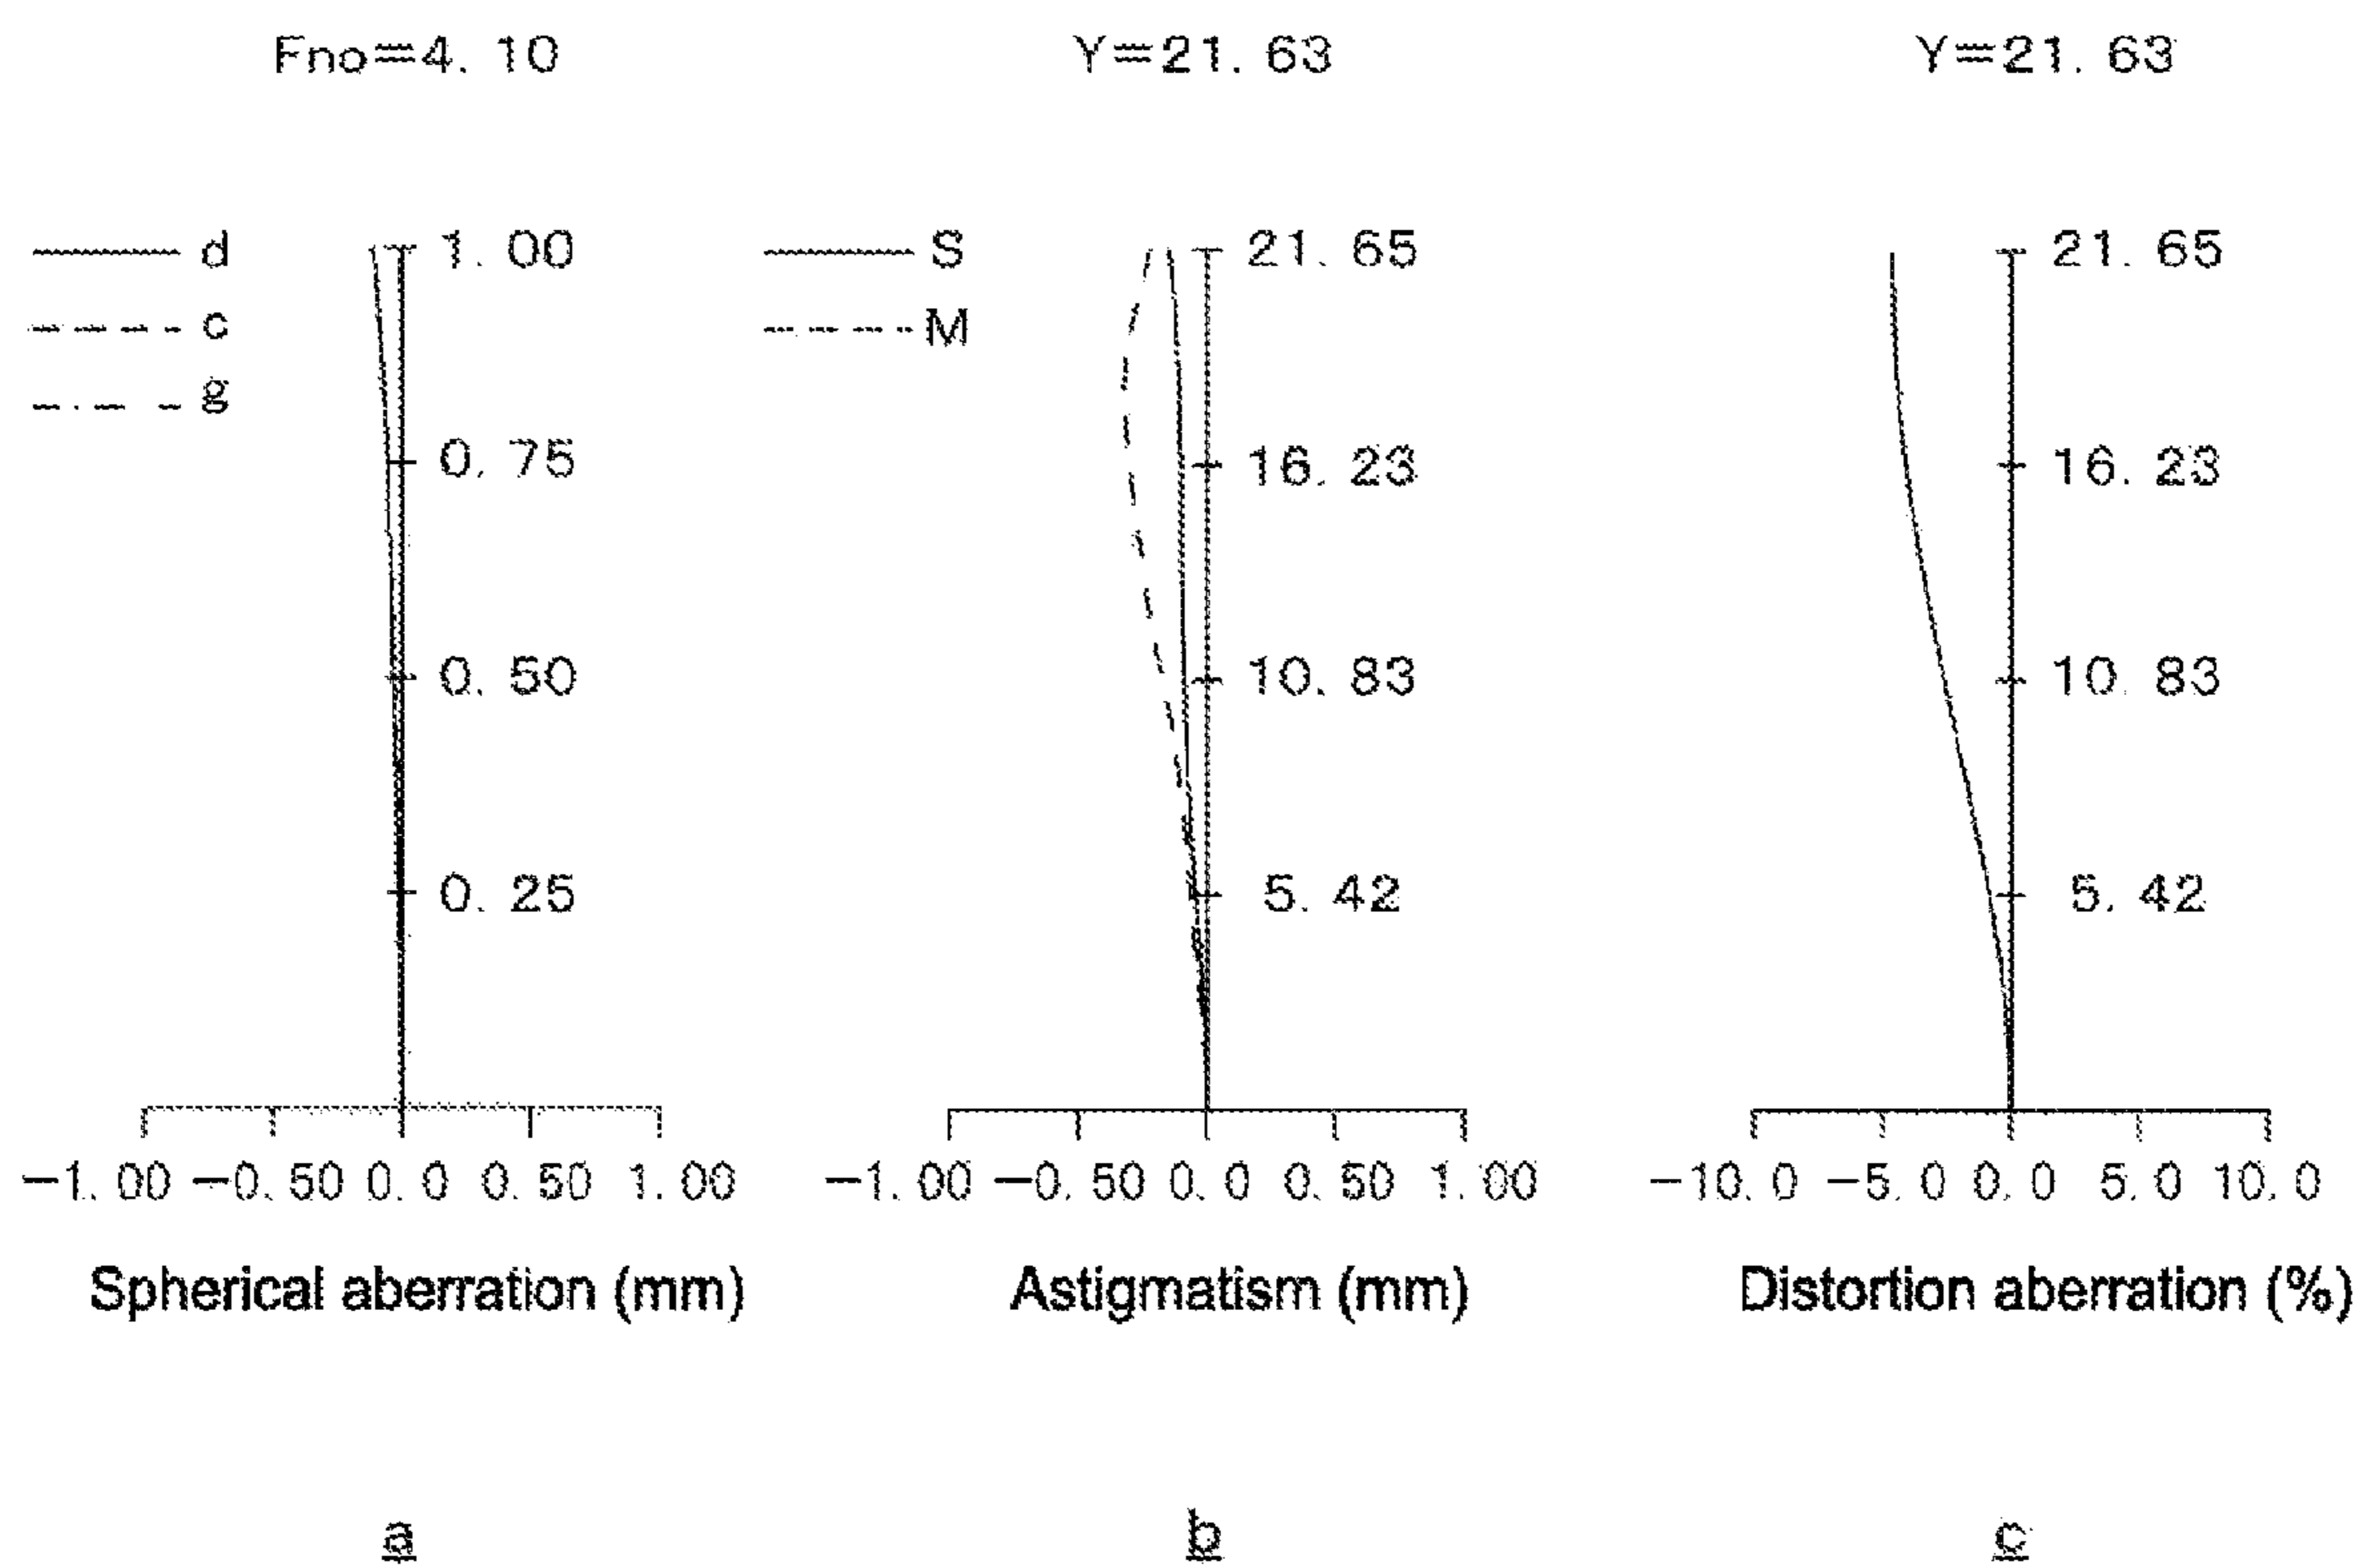 Fno=4.10 Y=21.63 Y=21.63
d 1.00 S 21.65 21.65
c M
g
0.75 16.23 16.23
0.50 10.83 10.83
0.25 5.42 5.42
-1.00 -0.50 0.0 0.50 1.00 -1.00 -0.50 0.0 0.50 1.00 -10.0 -5.0 0.0 5.0 10.0
Spherical aberration (mm) Astigmatism (mm) Distortion aberration (%)
a b c